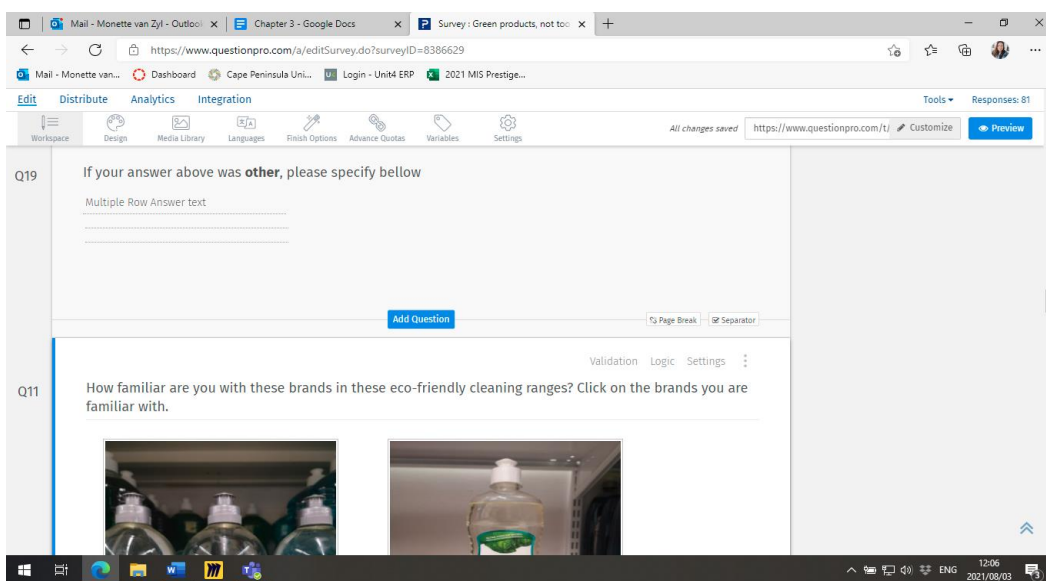 Mail - Monette van Zyl - Outlool
Chapter 3 - Google Docs
Survey : Green products, not too
https://www.questionpro.com/a/editSurvey.do?surveyID=8386629
Mail - Monette van...
Dashboard
Cape Peninsula Uni...
Login - Unit4 ERP
2021 MIS Prestige...
Edit
Distribute
Analytics
Integration
Tools
Responses: 81
Workspace
Design
Media Library
Languages
Finish Options
Advance Quotas
Variables
Settings
All changes saved
https://www.questionpro.com/t/
Customize
Preview
Q19
If your answer above was other, please specify bellow
Multiple Row Answer text
Add Question
Page Break
Separator
Validation
Logic
Settings
Q11
How familiar are you with these brands in these eco-friendly cleaning ranges? Click on the brands you are
familiar with.
ENG
12:06
2021/08/03